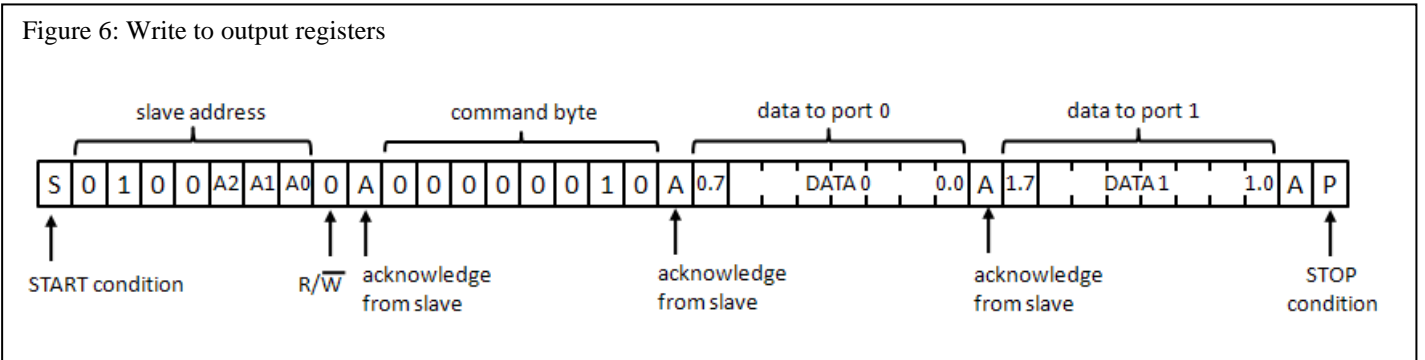 Figure 6: Write to output registers
slave address command byte data to port 0 data to port 1
S 0 1 0 0 A2 A1 A0 0 A 0 0 0 0 0 0 1 0 A 0.7 DATA 0 0.0 A 1.7 DATA 1 1.0 A P
START condition R/W̅ acknowledge from slave acknowledge from slave acknowledge from slave STOP condition